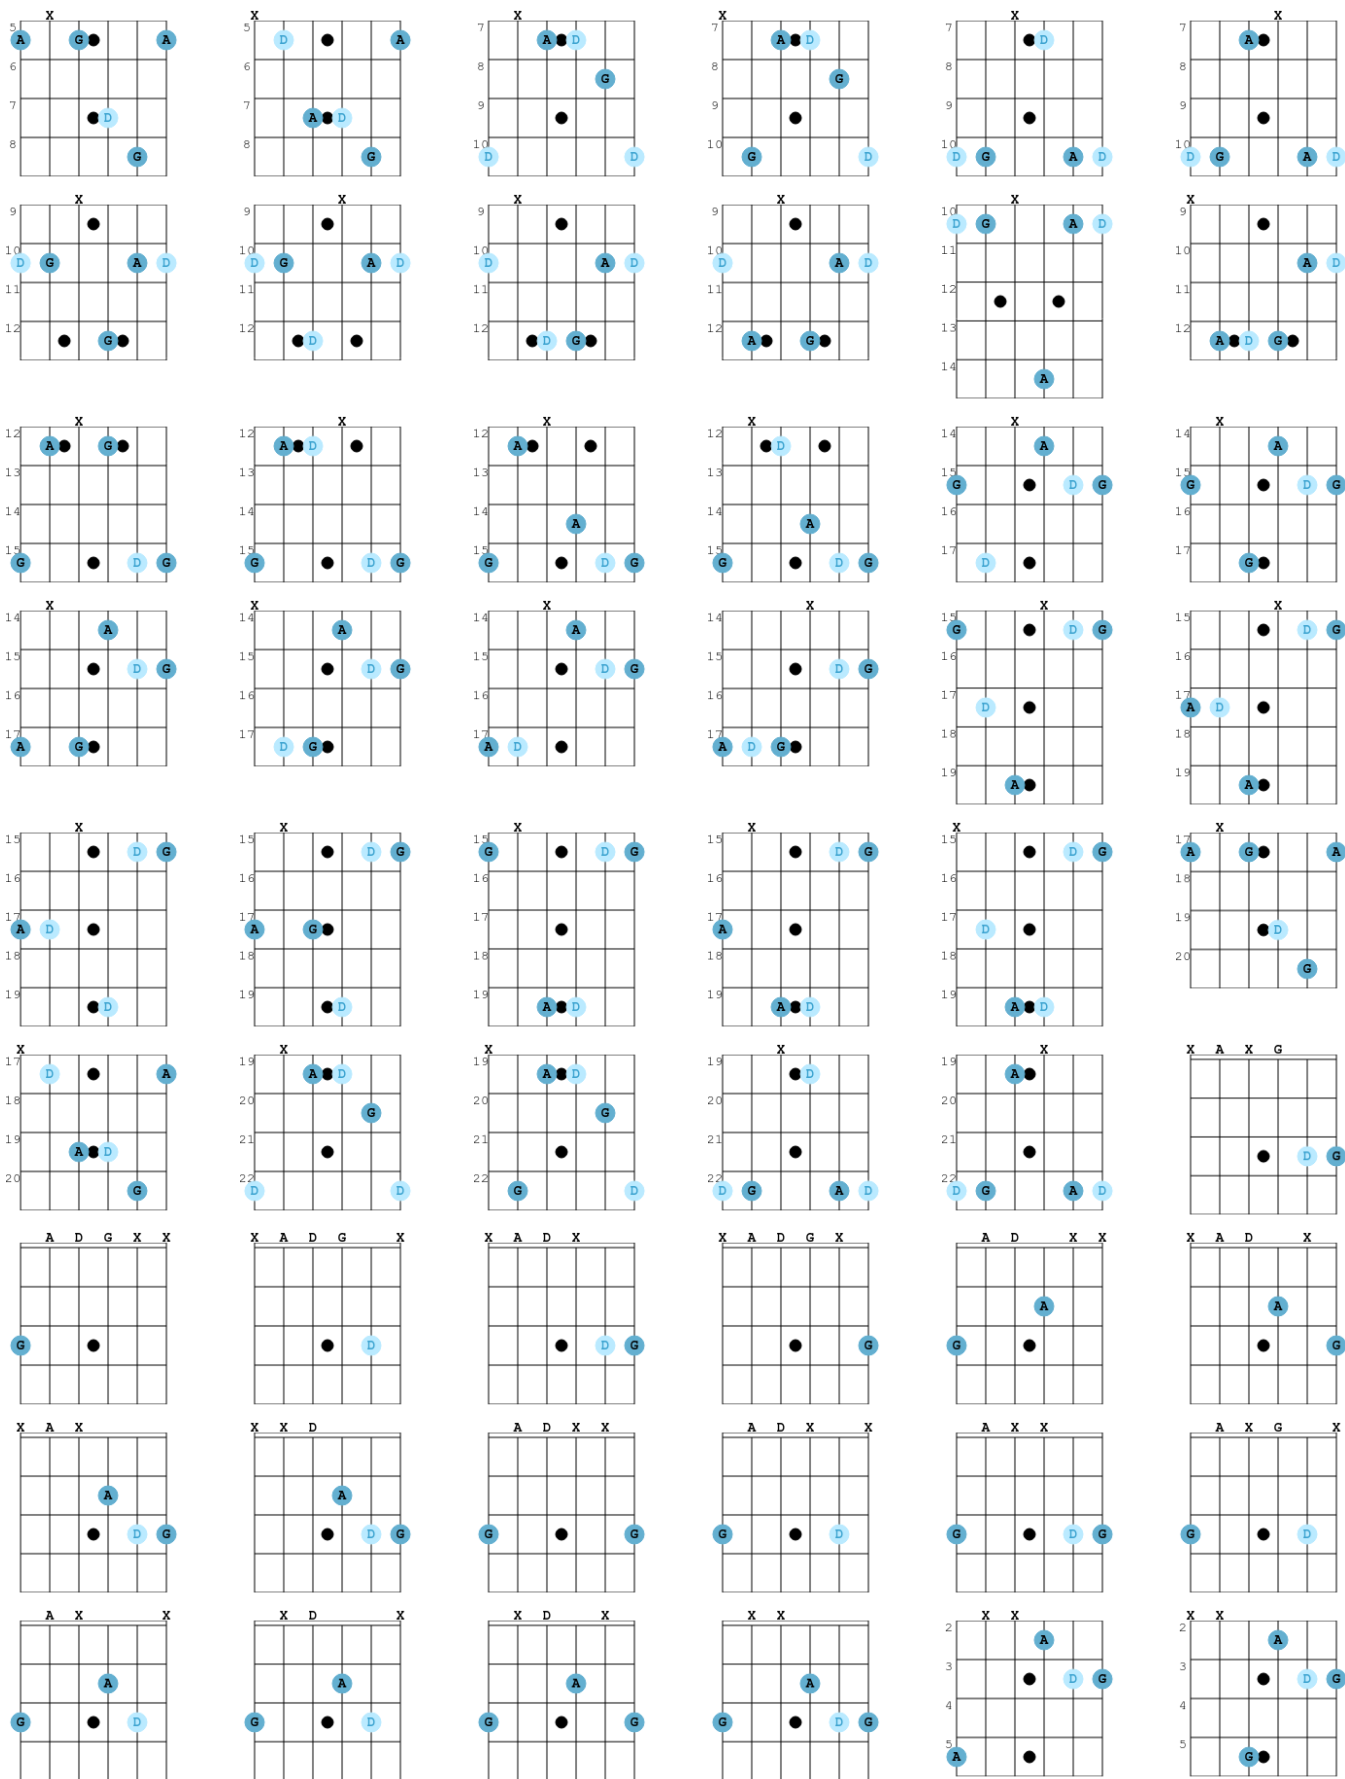 X X X X X X
5 A G A 5 D A 7 A D 7 A D 7 D 7 A
6 6 8 G 8 G 8 8
7 D 7 A D 9 9 9 9
8 G 8 G 10 D D 10 G D 10 D G A D 10 D G A D
X X X X X X
9 9 9 9 10 D G A D 9
10 D G A D 10 D G A D 10 D A D 10 D A D 11 10 A D
11 11 11 11 12 11
12 G 12 D 12 D G 12 A G 13 12 A D G
14 A
X X X X X X
12 A G 12 A D 12 A 12 D 14 A 14 A
13 13 13 13 15 G D G 15 G D G
14 14 14 A 14 A 16 16
15 G D G 15 G D G 15 G D G 15 G D G 17 D 17 G
X X X X X X
14 A 14 A 14 A 14 15 G D G 15 D G
15 D G 15 D G 15 D G 15 D G 16 16
16 16 16 16 17 D 17 A D
17 A G 17 D G 17 A D 17 A D G 18 18
19 A 19 A
X X X X X X
15 D G 15 D G 15 G D G 15 D G 15 D G 17 A G A
16 16 16 16 16 18
17 A D 17 A G 17 17 A 17 D 19 D
18 18 18 18 18 20 G
19 D 19 D 19 A D 19 A D 19 A D
X X X X X X A X G
17 D A 19 A D 19 A D 19 D 19 A
18 20 G 20 G 20 20
19 A D 21 21 21 21 D G
20 G 22 D D 22 G D 22 D G A D 22 D G A D
A D G X X X A D G X X A D X X A D G X A D X X X A D X
A A
G D D G G G G
X A X X X D A D X X A D X X A X X A X G X
A A
D G D G G G G D G D G G D
A X X X D X X D X X X X X X X
2 A 2 A
A A A A
3 D G 3 D G
G D G D G G G D G 4 4
5 A 5 G